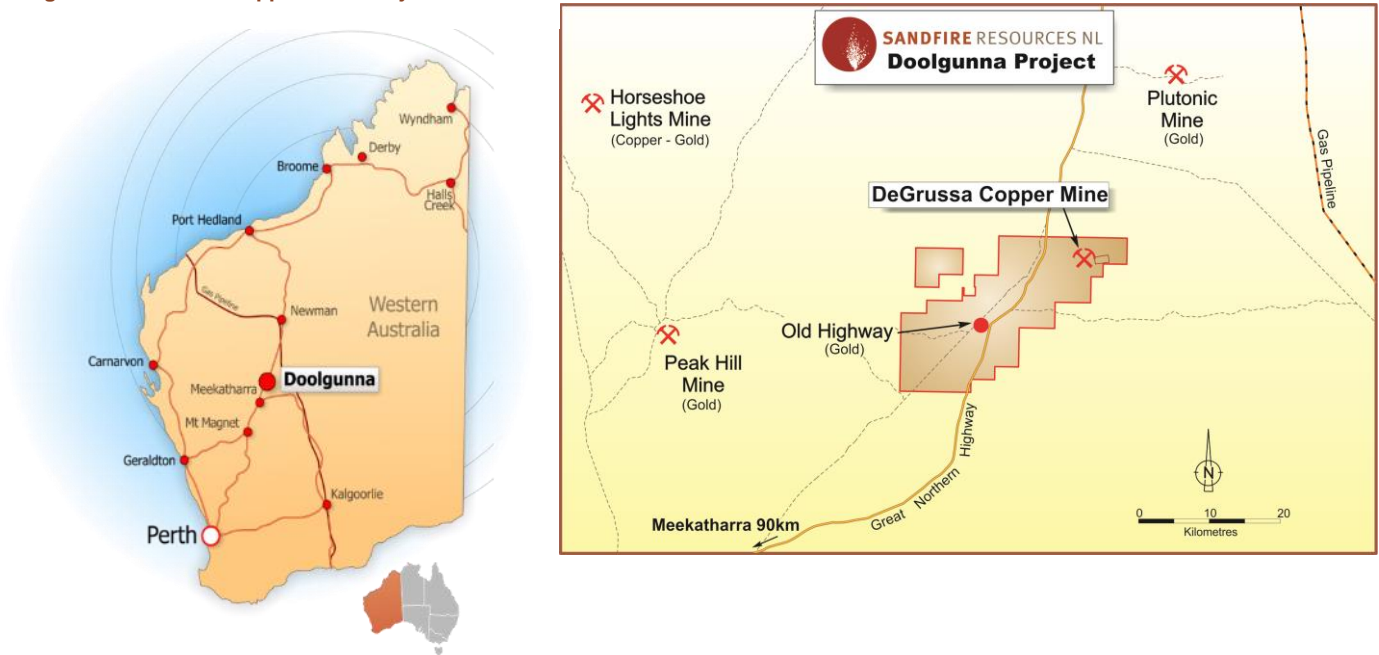 Wyndham
Derby
Broome
Halls
Creek
Port Hedland
Gas Pipeline
Newman
Western
Australia
Carnarvon
Doolgunna
Meekatharra
Mt Magnet
Geraldton
Kalgoorlie
Perth
SANDFIRE RESOURCES NL
Doolgunna Project
Horseshoe
Lights Mine
(Copper - Gold)
Plutonic
Mine
(Gold)
Gas Pipeline
DeGrussa Copper Mine
Old Highway
(Gold)
Peak Hill
Mine
(Gold)
Great Northern Highway
N
Meekatharra 90km
0 10 20
Kilometres